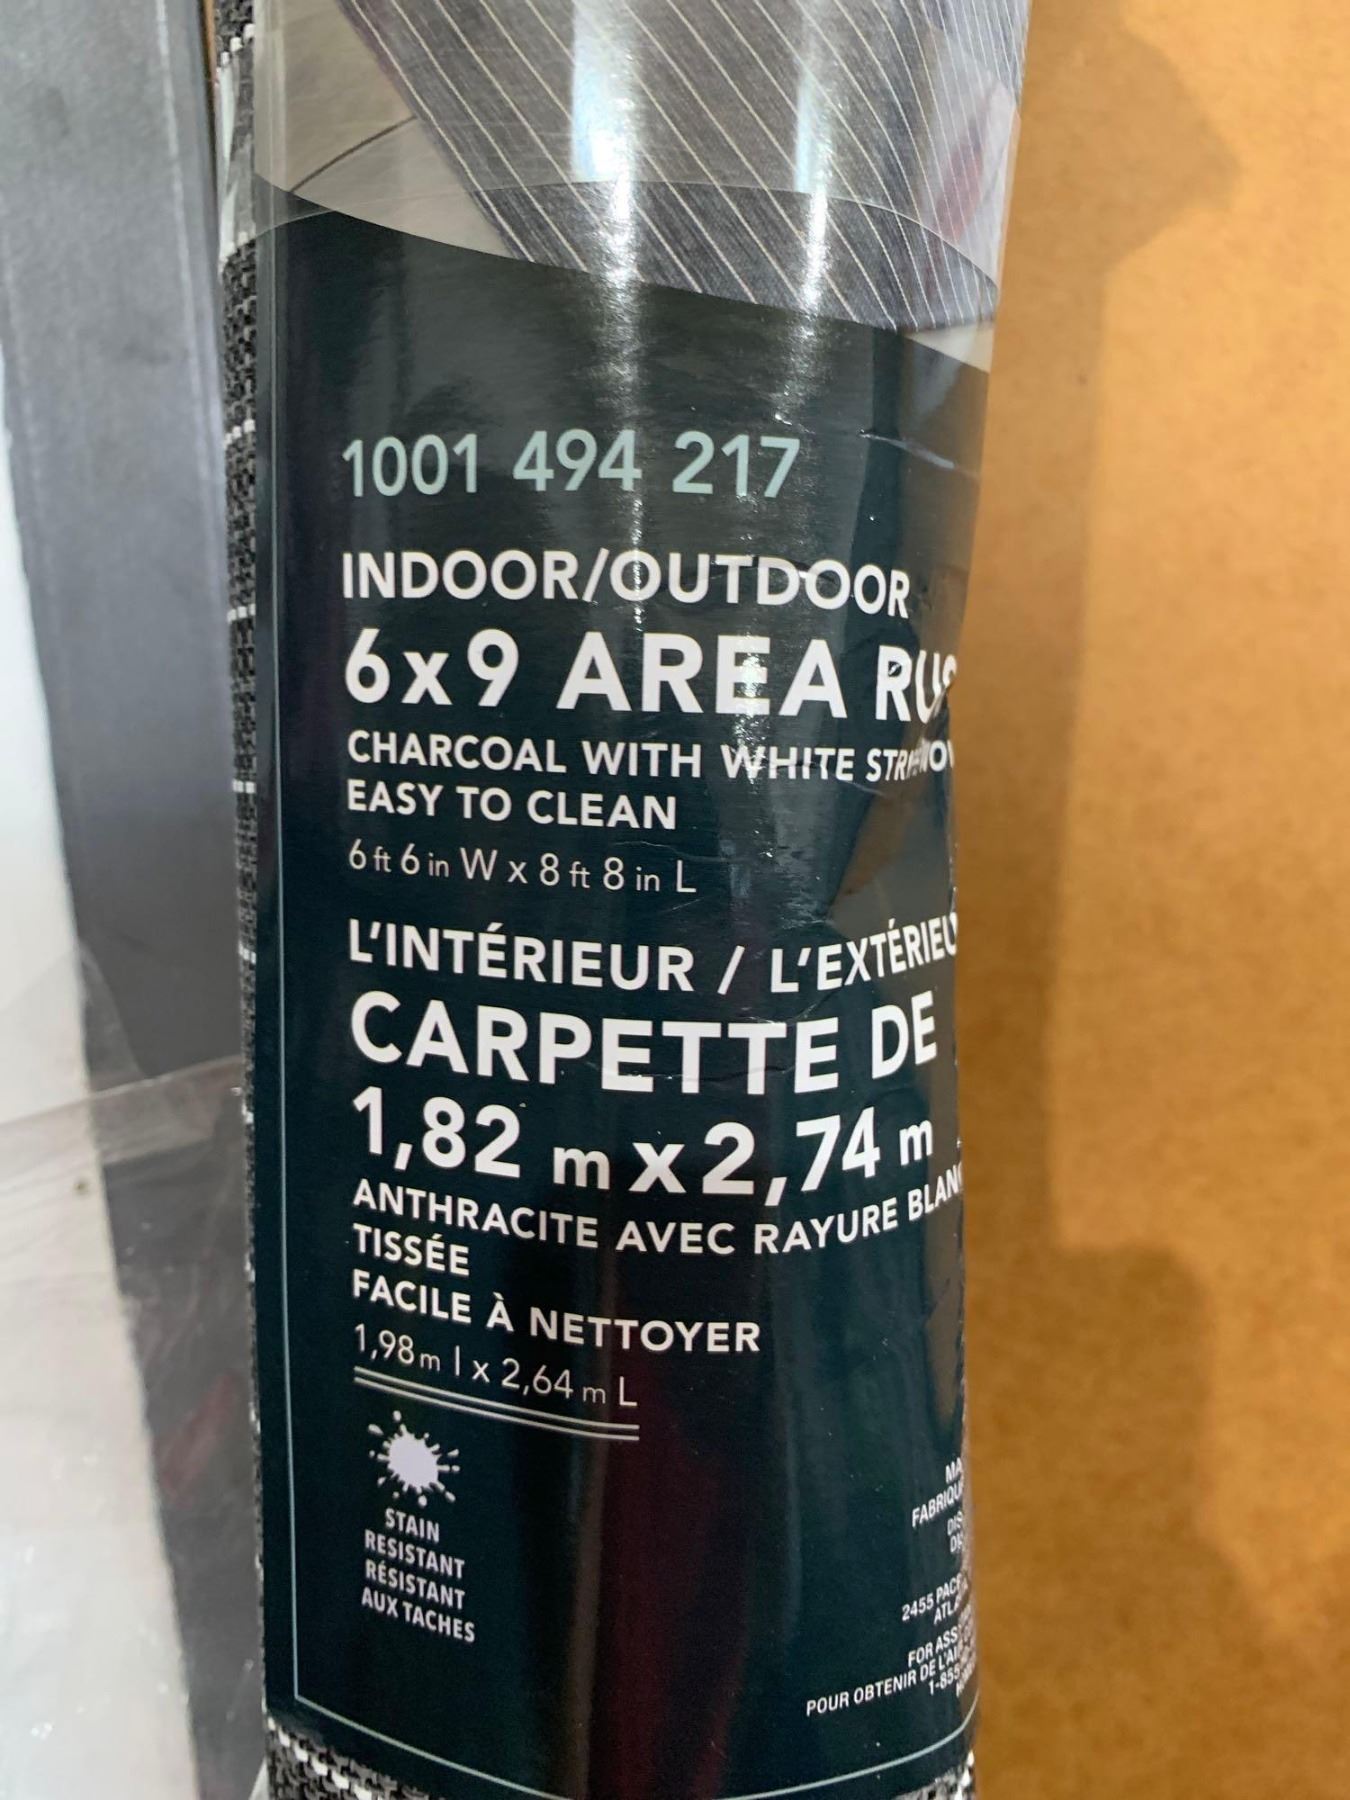 1001 494 217
INDOOR/OUTDOOR
6x9 AREA
CHARCOAL WITH WHITE
EASY TO CLEAN
6 ft 6 in W x 8 ft 8 in L
L'INTÉRIEUR /
CARPETTE DE
1,82 m x 2,74 m
ANTHRACITE AVEC RAYURE
TISSÉE
FACILE À NETTOYER
1,98 m l x 2,64 m L
STAIN
RESISTANT
RÉSISTANT
AUX TACHES
2455
FOR
POUR OBTENIR DE